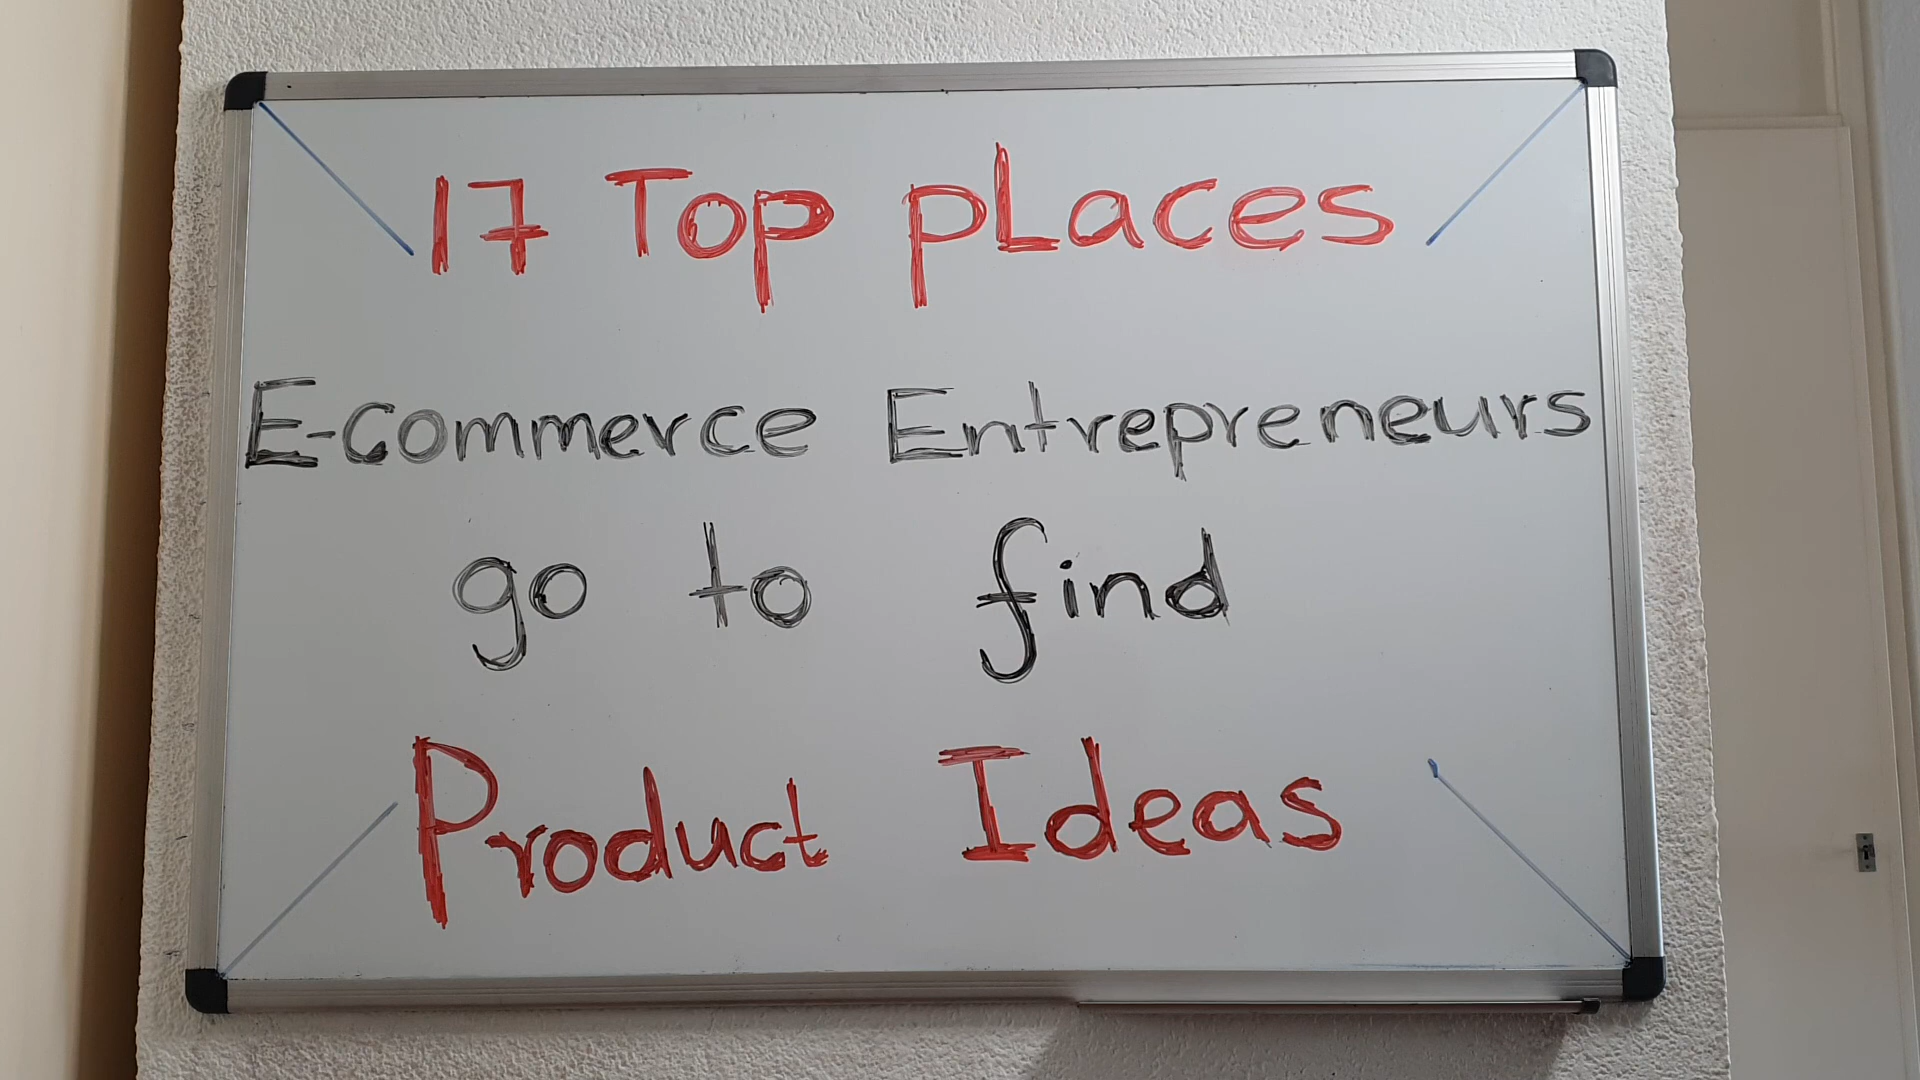 17 Top pLaces
E-commerce Entrepreneurs
go to find
Product Ideas